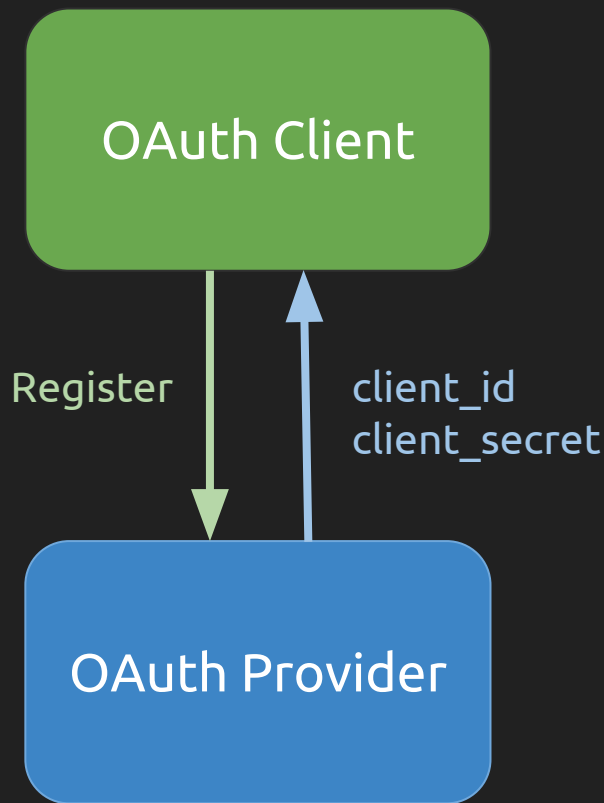 OAuth Client
Register
client_id
client_secret
OAuth Provider